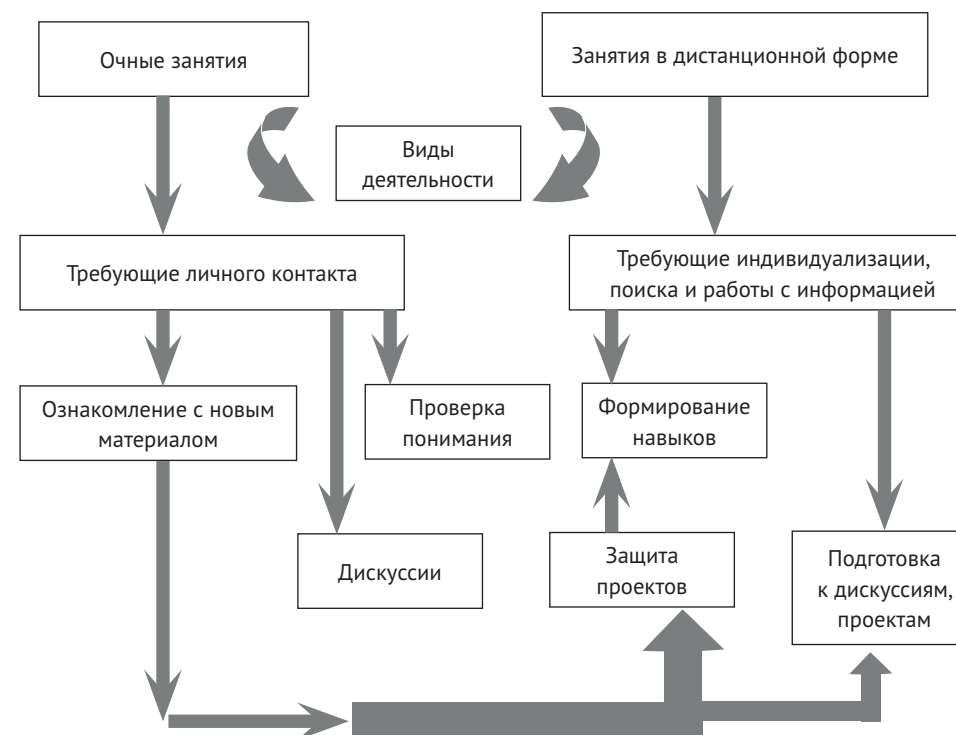 Очные занятия
Занятия в дистанционной форме
Виды
деятельности
Требующие личного контакта
Требующие индивидуализации,
поиска и работы с информацией
Ознакомление с новым
материалом
Проверка
понимания
Формирование
навыков
Дискуссии
Защита
проектов
Подготовка
к дискуссиям,
проектам